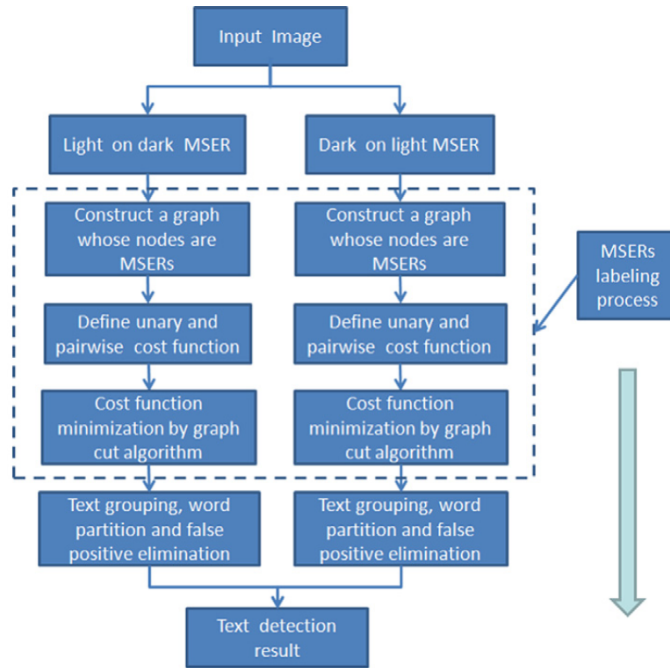 Input Image
Light on dark MSER
Dark on light MSER
Construct a graph
whose nodes are
MSERs
Construct a graph
whose nodes are
MSERs
MSERs
labeling
process
Define unary and
pairwise cost function
Define unary and
pairwise cost function
Cost function
minimization by graph
cut algorithm
Cost function
minimization by graph
cut algorithm
Text grouping, word
partition and false
positive elimination
Text grouping, word
partition and false
positive elimination
Text detection
result